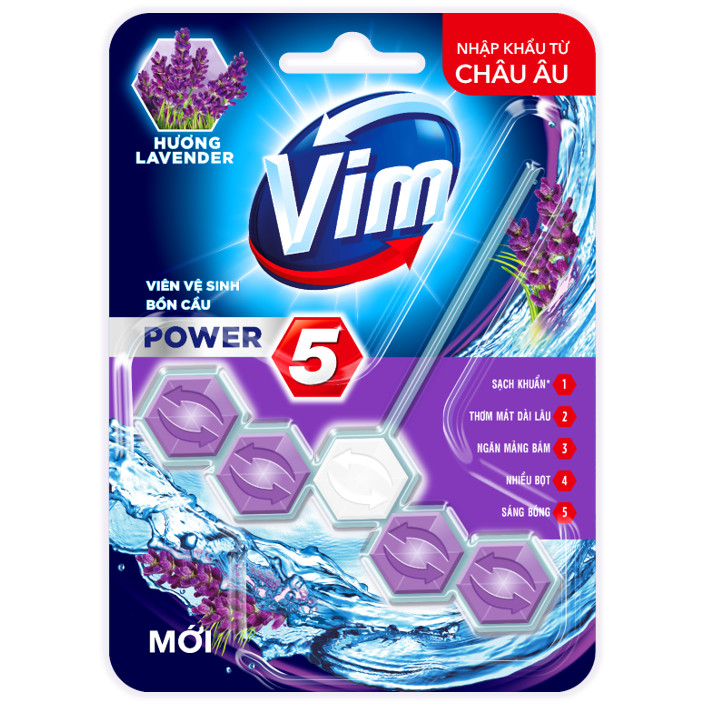 NHẬP KHẨU TỪ
CHÂU ÂU
HƯƠNG
LAVENDER
Vim
VIÊN VỆ SINH
BỒN CẦU
POWER 5
SẠCH KHUẨN* 1
THƠM MÁT DÀI LÂU 2
NGĂN MẢNG BÁM 3
NHIỀU BỌT 4
SÁNG BÓNG 5
MỚI